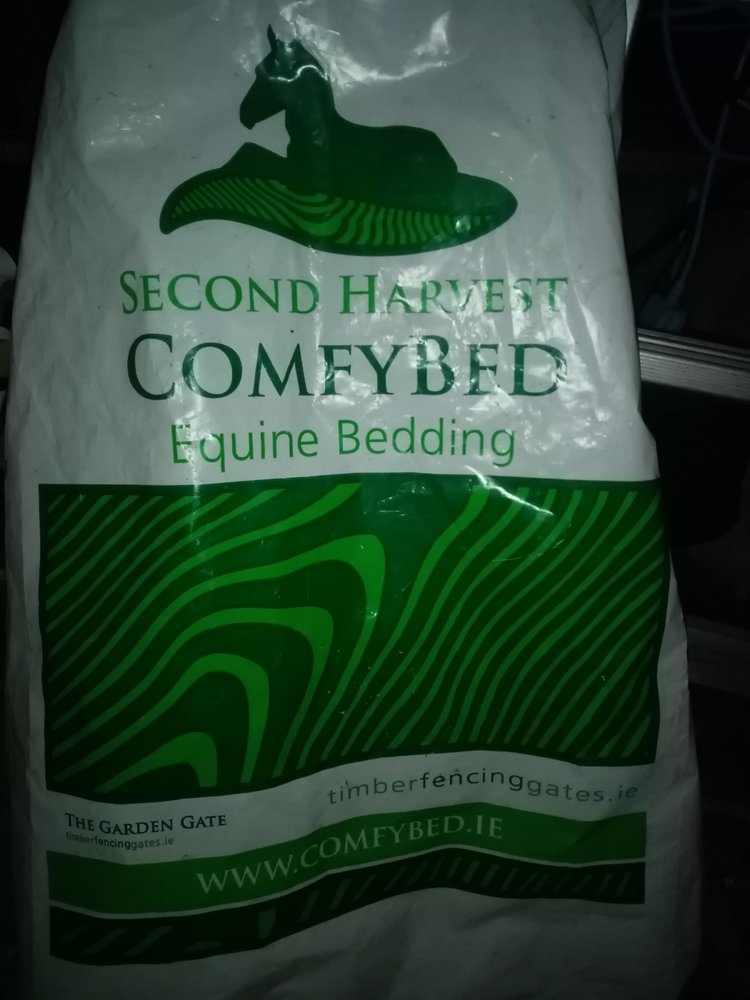 SECOND HARVEST
COMFYBED
Equine Bedding
timberfencinggates.ie
THE GARDEN GATE
timberfencinggates.ie
WWW.COMFYBED.IE